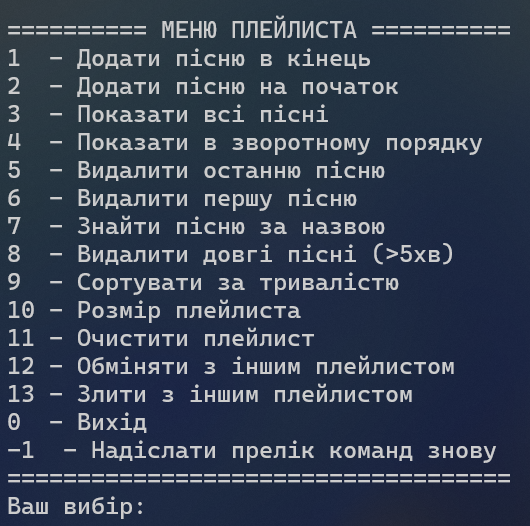 ========== МЕНЮ ПЛЕЙЛИСТА ==========
1  - Додати пісню в кінець
2  - Додати пісню на початок
3  - Показати всі пісні
4  - Показати в зворотному порядку
5  - Видалити останню пісню
6  - Видалити першу пісню
7  - Знайти пісню за назвою
8  - Видалити довгі пісні (>5хв)
9  - Сортувати за тривалістю
10 - Розмір плейлиста
11 - Очистити плейлист
12 - Обміняти з іншим плейлистом
13 - Злити з іншим плейлистом
0  - Вихід
-1  - Надіслати прелік команд знову
====================================
Ваш вибір: